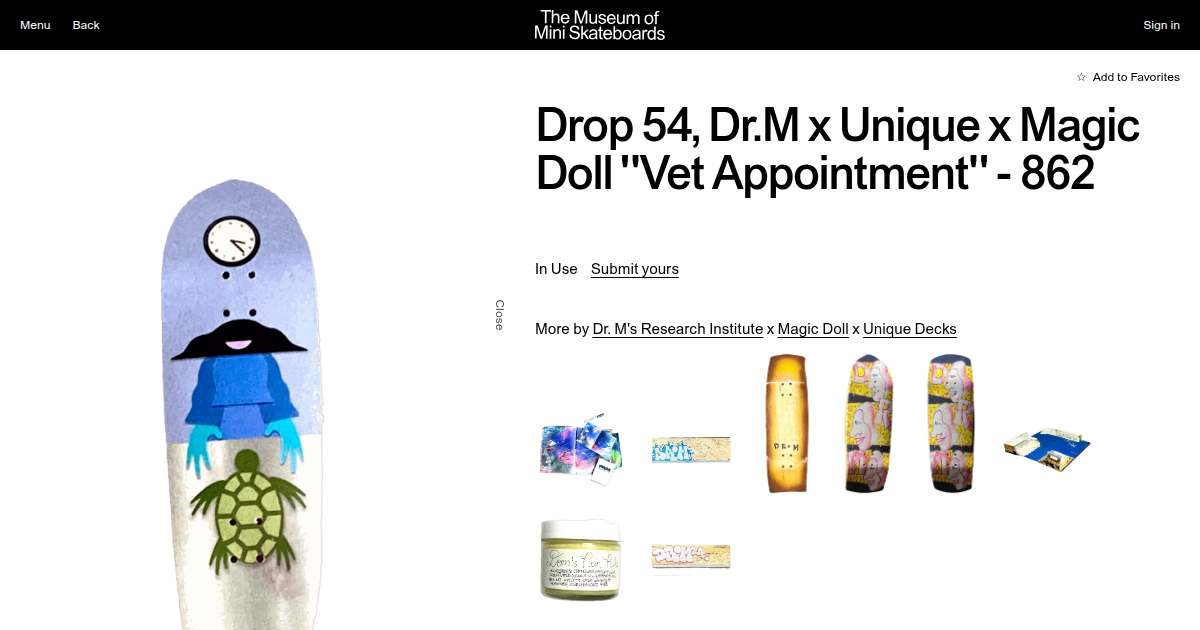 Menu
Back
The Museum of
Mini Skateboards
Sign in
☆ Add to Favorites
Drop 54, Dr.M x Unique x Magic
Doll "Vet Appointment" - 862
In Use Submit yours
Close
More by Dr. M's Research Institute x Magic Doll x Unique Decks
DR.M